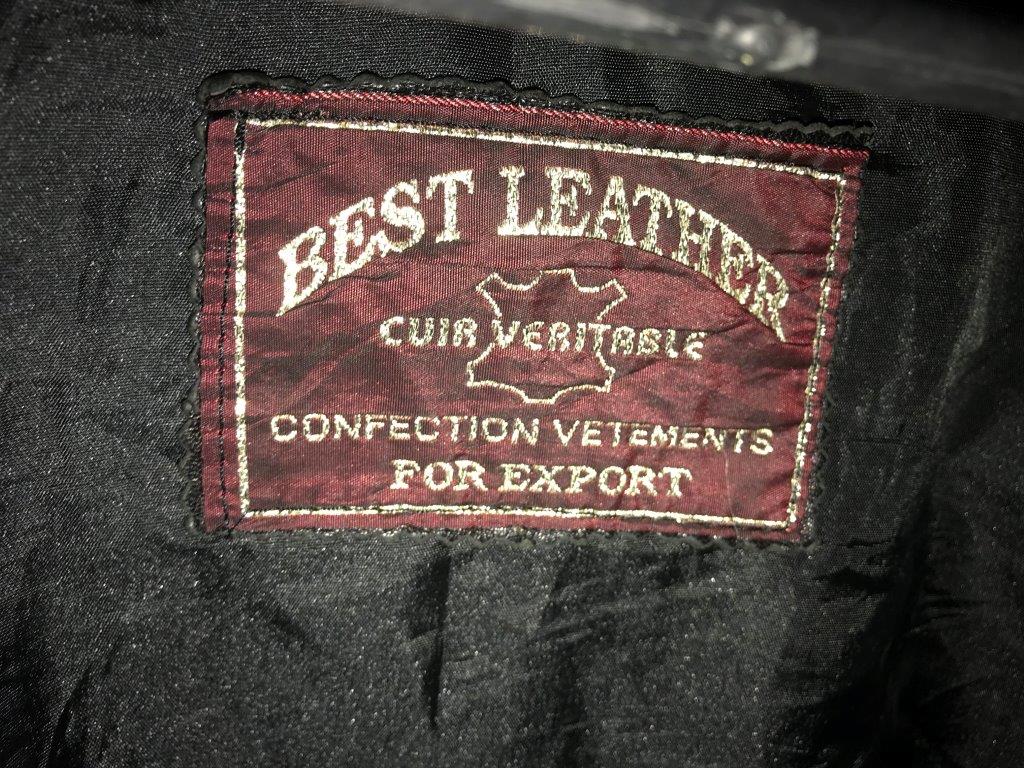 BEST LEATHER
CUIR VERITABLE
CONFECTION VETEMENTS
FOR EXPORT